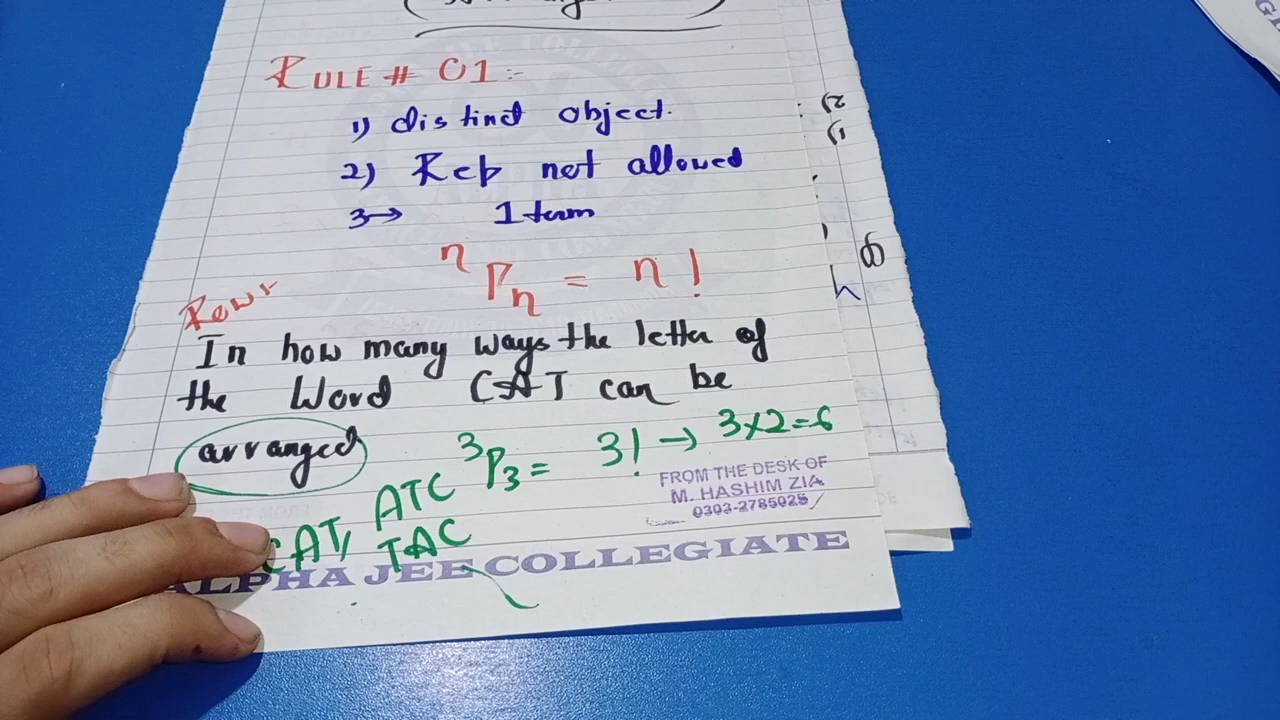 RULE # 01:-
1) distinct object.
2) Rep not allowed
3→ 1 term
ⁿPₙ = n!
In how many ways the letter of
the Word CAT can be
arranged ³P₃ = 3! → 3×2=6
CAT, ATC
TAC
FROM THE DESK OF
M. HASHIM ZIA
0303-2785025
ALPHA JEE COLLEGIATE